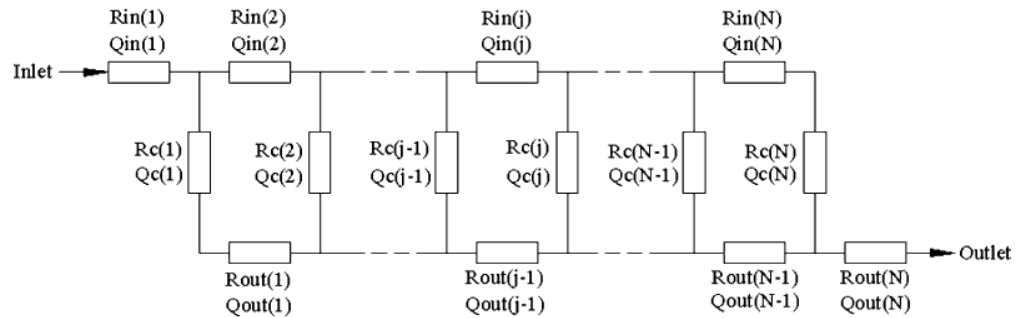 Rin(1) Rin(2) Rin(j) Rin(N)
Qin(1) Qin(2) Qin(j) Qin(N)
Inlet
Rc(1) Rc(2) Rc(j-1) Rc(j) Rc(N-1) Rc(N)
Qc(1) Qc(2) Qc(j-1) Qc(j) Qc(N-1) Qc(N)
Outlet
Rout(1) Rout(j-1) Rout(N-1) Rout(N)
Qout(1) Qout(j-1) Qout(N-1) Qout(N)